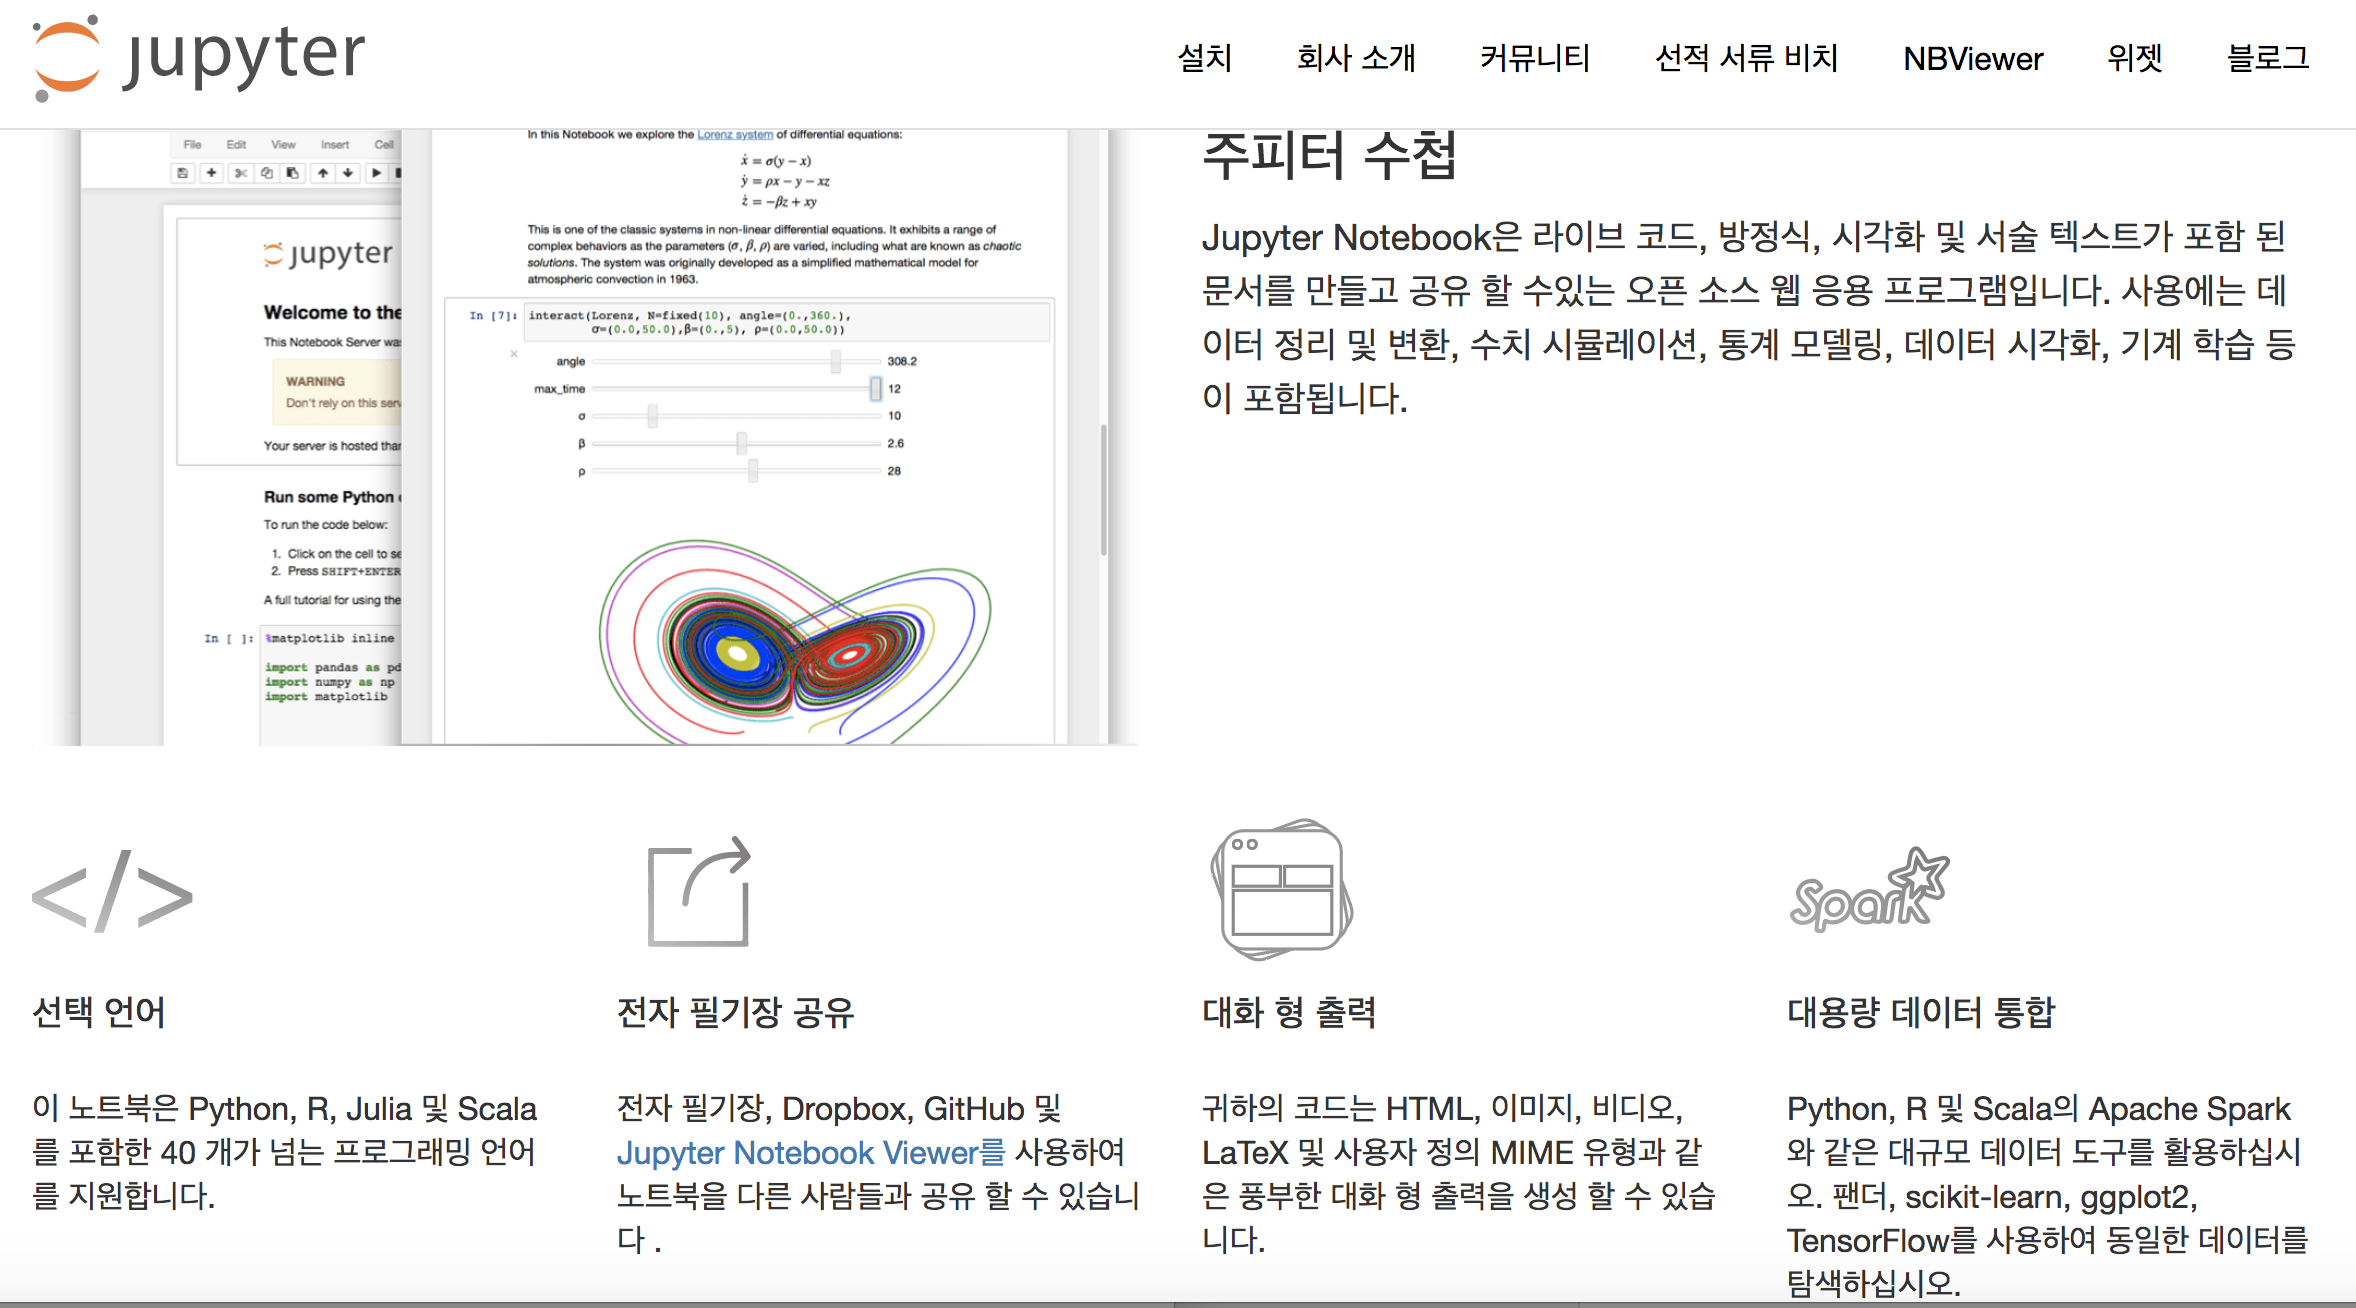 jupyter
설치 회사 소개 커뮤니티 선적 서류 비치 NBViewer 위젯 블로그
File Edit View Insert Cell
jupyter
Welcome to the
This Notebook Server was
WARNING
Don't rely on this serv
Your server is hosted than
Run some Python c
To run the code below:
1. Click on the cell to se
2. Press SHIFT+ENTER
A full tutorial for using the
In [ ]: %matplotlib inline
import pandas as pd
import numpy as np
import matplotlib
In this Notebook we explore the Lorenz system of differential equations:
ẋ = σ(y − x)
ẏ = ρx − y − xz
ż = −βz + xy
This is one of the classic systems in non-linear differential equations. It exhibits a range of
complex behaviors as the parameters (σ, β, ρ) are varied, including what are known as chaotic
solutions. The system was originally developed as a simplified mathematical model for
atmospheric convection in 1963.
In [7]: interact(Lorenz, N=fixed(10), angle=(0.,360.),
σ=(0.0,50.0),β=(0.,5), ρ=(0.0,50.0))
angle 308.2
max_time 12
σ 10
β 2.6
ρ 28
주피터 수첩
Jupyter Notebook은 라이브 코드, 방정식, 시각화 및 서술 텍스트가 포함 된
문서를 만들고 공유 할 수있는 오픈 소스 웹 응용 프로그램입니다. 사용에는 데
이터 정리 및 변환, 수치 시뮬레이션, 통계 모델링, 데이터 시각화, 기계 학습 등
이 포함됩니다.
</>
선택 언어
이 노트북은 Python, R, Julia 및 Scala
를 포함한 40 개가 넘는 프로그래밍 언어
를 지원합니다.
전자 필기장 공유
전자 필기장, Dropbox, GitHub 및
Jupyter Notebook Viewer를 사용하여
노트북을 다른 사람들과 공유 할 수 있습니
다 .
대화 형 출력
귀하의 코드는 HTML, 이미지, 비디오,
LaTeX 및 사용자 정의 MIME 유형과 같
은 풍부한 대화 형 출력을 생성 할 수 있습
니다.
Spark
대용량 데이터 통합
Python, R 및 Scala의 Apache Spark
와 같은 대규모 데이터 도구를 활용하십시
오. 팬더, scikit-learn, ggplot2,
TensorFlow를 사용하여 동일한 데이터를
탐색하십시오.